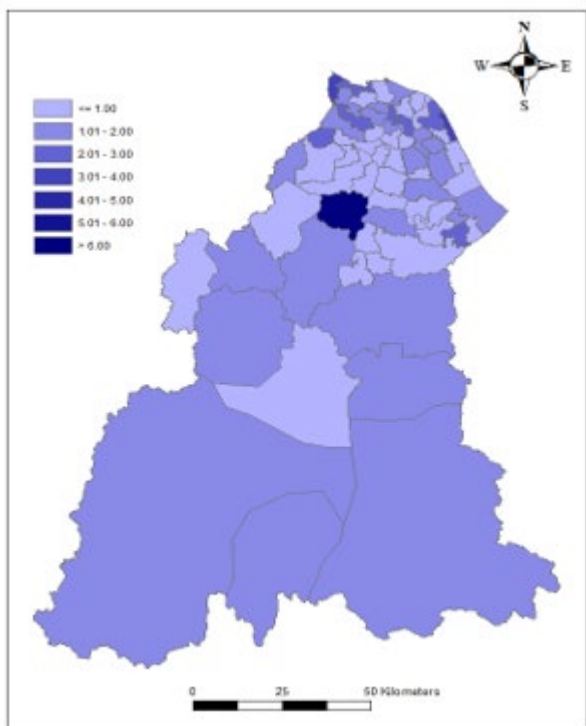 N
W E
S
<= 1.00
1.01 - 2.00
2.01 - 3.00
3.01 - 4.00
4.01 - 5.00
5.01 - 6.00
> 6.00
0 25 50 Kilometers